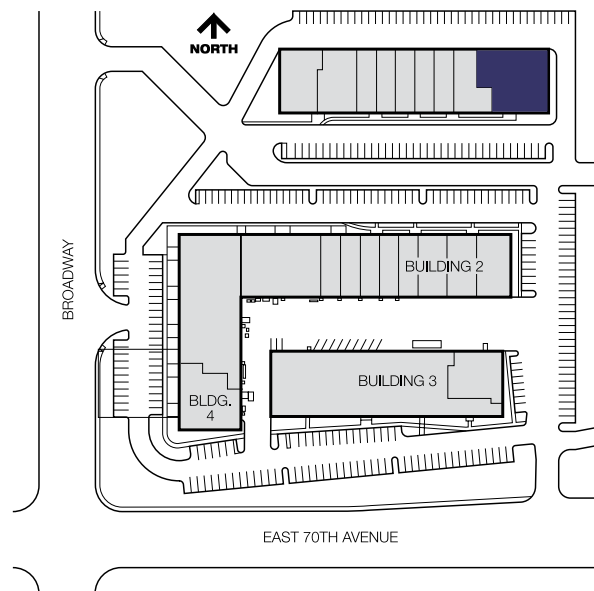 NORTH
BROADWAY
BUILDING 2
BUILDING 3
BLDG.
4
EAST 70TH AVENUE